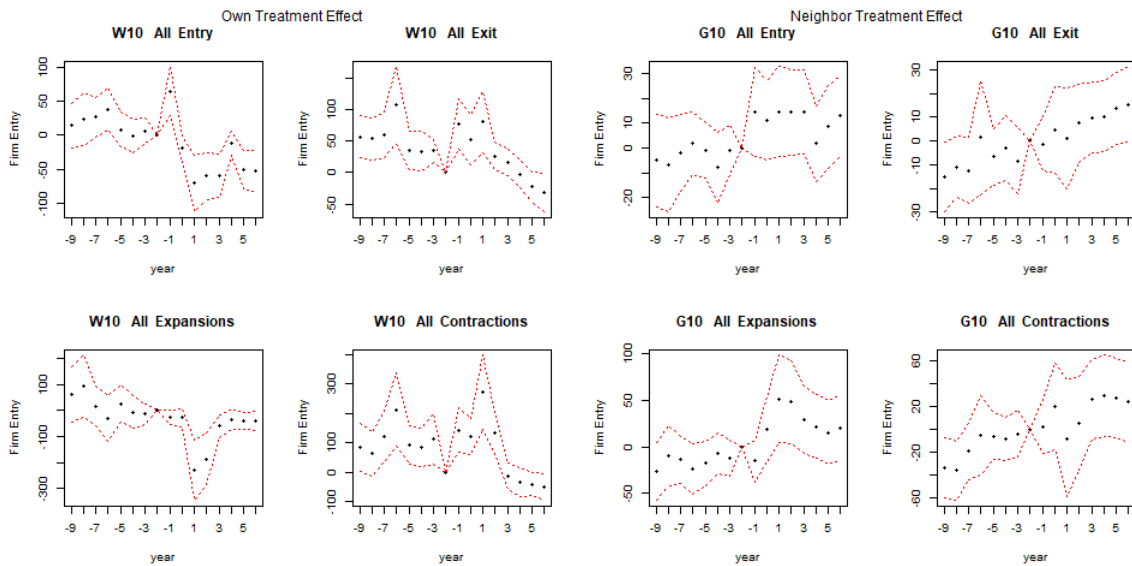 Own Treatment Effect
Neighbor Treatment Effect
W10 All Entry
W10 All Exit
G10 All Entry
G10 All Exit
Firm Entry
-100
-50
0
50
100
-9 -7 -5 -3 -1 1 3 5
year
Firm Entry
-50
0
50
100
-9 -7 -5 -3 -1 1 3 5
year
Firm Entry
-20
0
10
30
-9 -7 -5 -3 -1 1 3 5
year
Firm Entry
-30
-10
10
30
-9 -7 -5 -3 -1 1 3 5
year
W10 All Expansions
W10 All Contractions
G10 All Expansions
G10 All Contractions
Firm Entry
-300
-100
100
-9 -7 -5 -3 -1 1 3 5
year
Firm Entry
-100
0
100
300
-9 -7 -5 -3 -1 1 3 5
year
Firm Entry
-50
0
50
100
-9 -7 -5 -3 -1 1 3 5
year
Firm Entry
-60
-20
20
60
-9 -7 -5 -3 -1 1 3 5
year